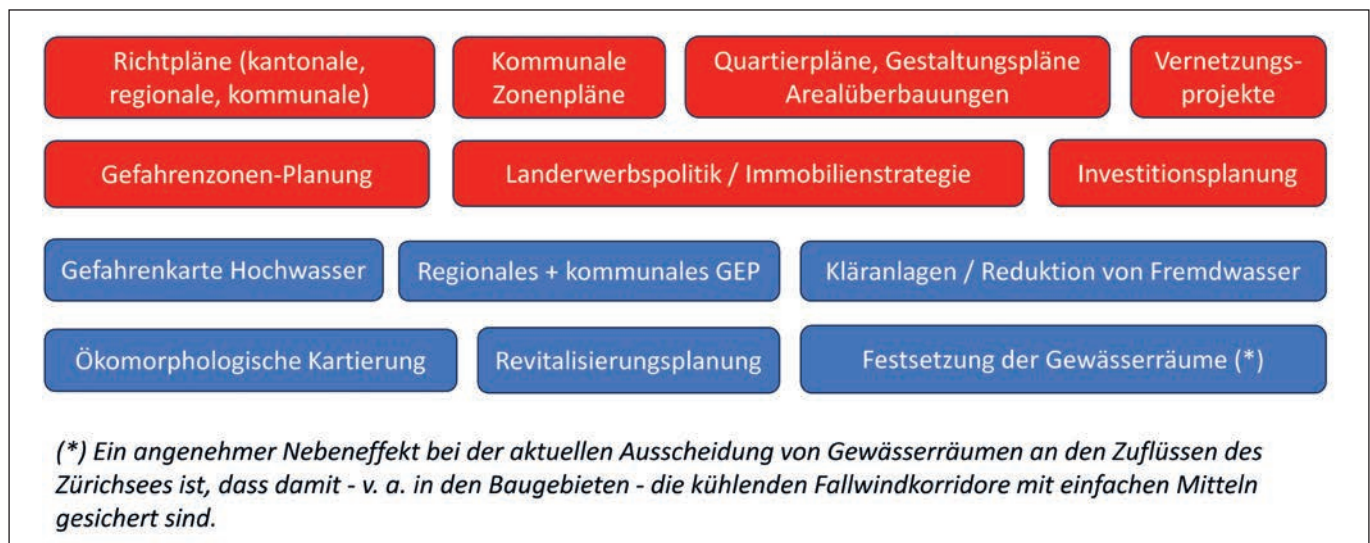 Richtpläne (kantonale,
regionale, kommunale)
Kommunale
Zonenpläne
Quartierpläne, Gestaltungspläne
Arealüberbauungen
Vernetzungs-
projekte
Gefahrenzonen-Planung
Landerwerbspolitik / Immobilienstrategie
Investitionsplanung
Gefahrenkarte Hochwasser
Regionales + kommunales GEP
Kläranlagen / Reduktion von Fremdwasser
Ökomorphologische Kartierung
Revitalisierungsplanung
Festsetzung der Gewässerräume (*)
(*) Ein angenehmer Nebeneffekt bei der aktuellen Ausscheidung von Gewässerräumen an den Zuflüssen des
Zürichsees ist, dass damit - v. a. in den Baugebieten - die kühlenden Fallwindkorridore mit einfachen Mitteln
gesichert sind.